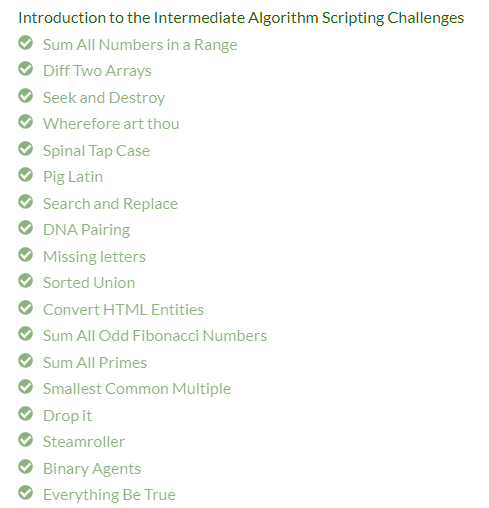 Introduction to the Intermediate Algorithm Scripting Challenges
Sum All Numbers in a Range
Diff Two Arrays
Seek and Destroy
Wherefore art thou
Spinal Tap Case
Pig Latin
Search and Replace
DNA Pairing
Missing letters
Sorted Union
Convert HTML Entities
Sum All Odd Fibonacci Numbers
Sum All Primes
Smallest Common Multiple
Drop it
Steamroller
Binary Agents
Everything Be True